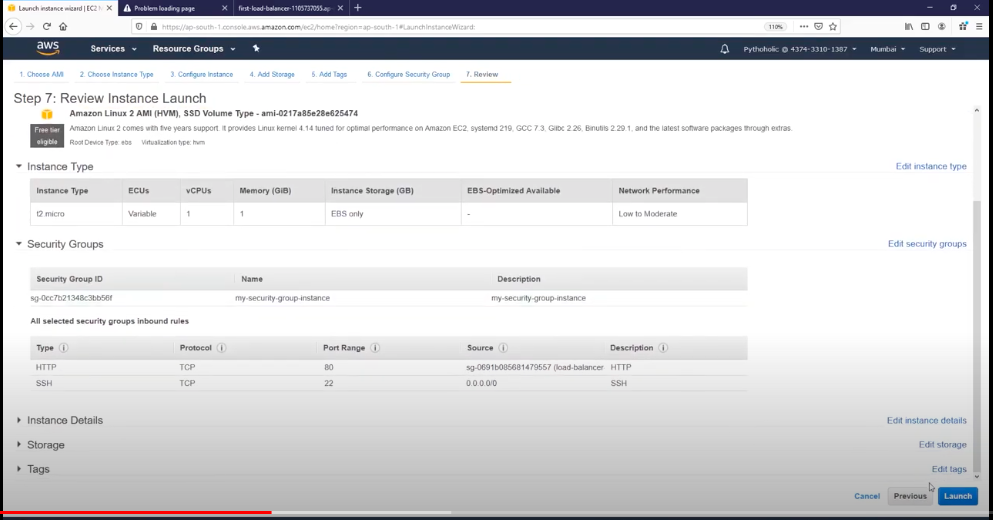 Launch instance wizard | EC2 M
Problem loading page
first-load-balancer-1105737055.ap-
https://ap-south-1.console.aws.amazon.com/ec2/home?region=ap-south-1#LaunchInstanceWizard:
110%
aws
Services
Resource Groups
Pythoholic @ 4374-3310-1387
Mumbai
Support
1. Choose AMI
2. Choose Instance Type
3. Configure Instance
4. Add Storage
5. Add Tags
6. Configure Security Group
7. Review
Step 7: Review Instance Launch
Amazon Linux 2 AMI (HVM), SSD Volume Type - ami-0217a85e28e625474
Free tier
eligible
Amazon Linux 2 comes with five years support. It provides Linux kernel 4.14 tuned for optimal performance on Amazon EC2, systemd 219, GCC 7.3, Glibc 2.26, Binutils 2.29.1, and the latest software packages through extras.
Root Device Type: ebs Virtualization type: hvm
Instance Type
Edit instance type
Instance Type ECUs vCPUs Memory (GiB) Instance Storage (GB) EBS-Optimized Available Network Performance
t2.micro Variable 1 1 EBS only - Low to Moderate
Security Groups
Edit security groups
Security Group ID Name Description
sg-0cc7b21348c3bb56f my-security-group-instance my-security-group-instance
All selected security groups inbound rules
Type Protocol Port Range Source Description
HTTP TCP 80 sg-0691b085681479557 (load-balancer HTTP
SSH TCP 22 0.0.0.0/0 SSH
Instance Details
Edit instance details
Storage
Edit storage
Tags
Edit tags
Cancel
Previous
Launch